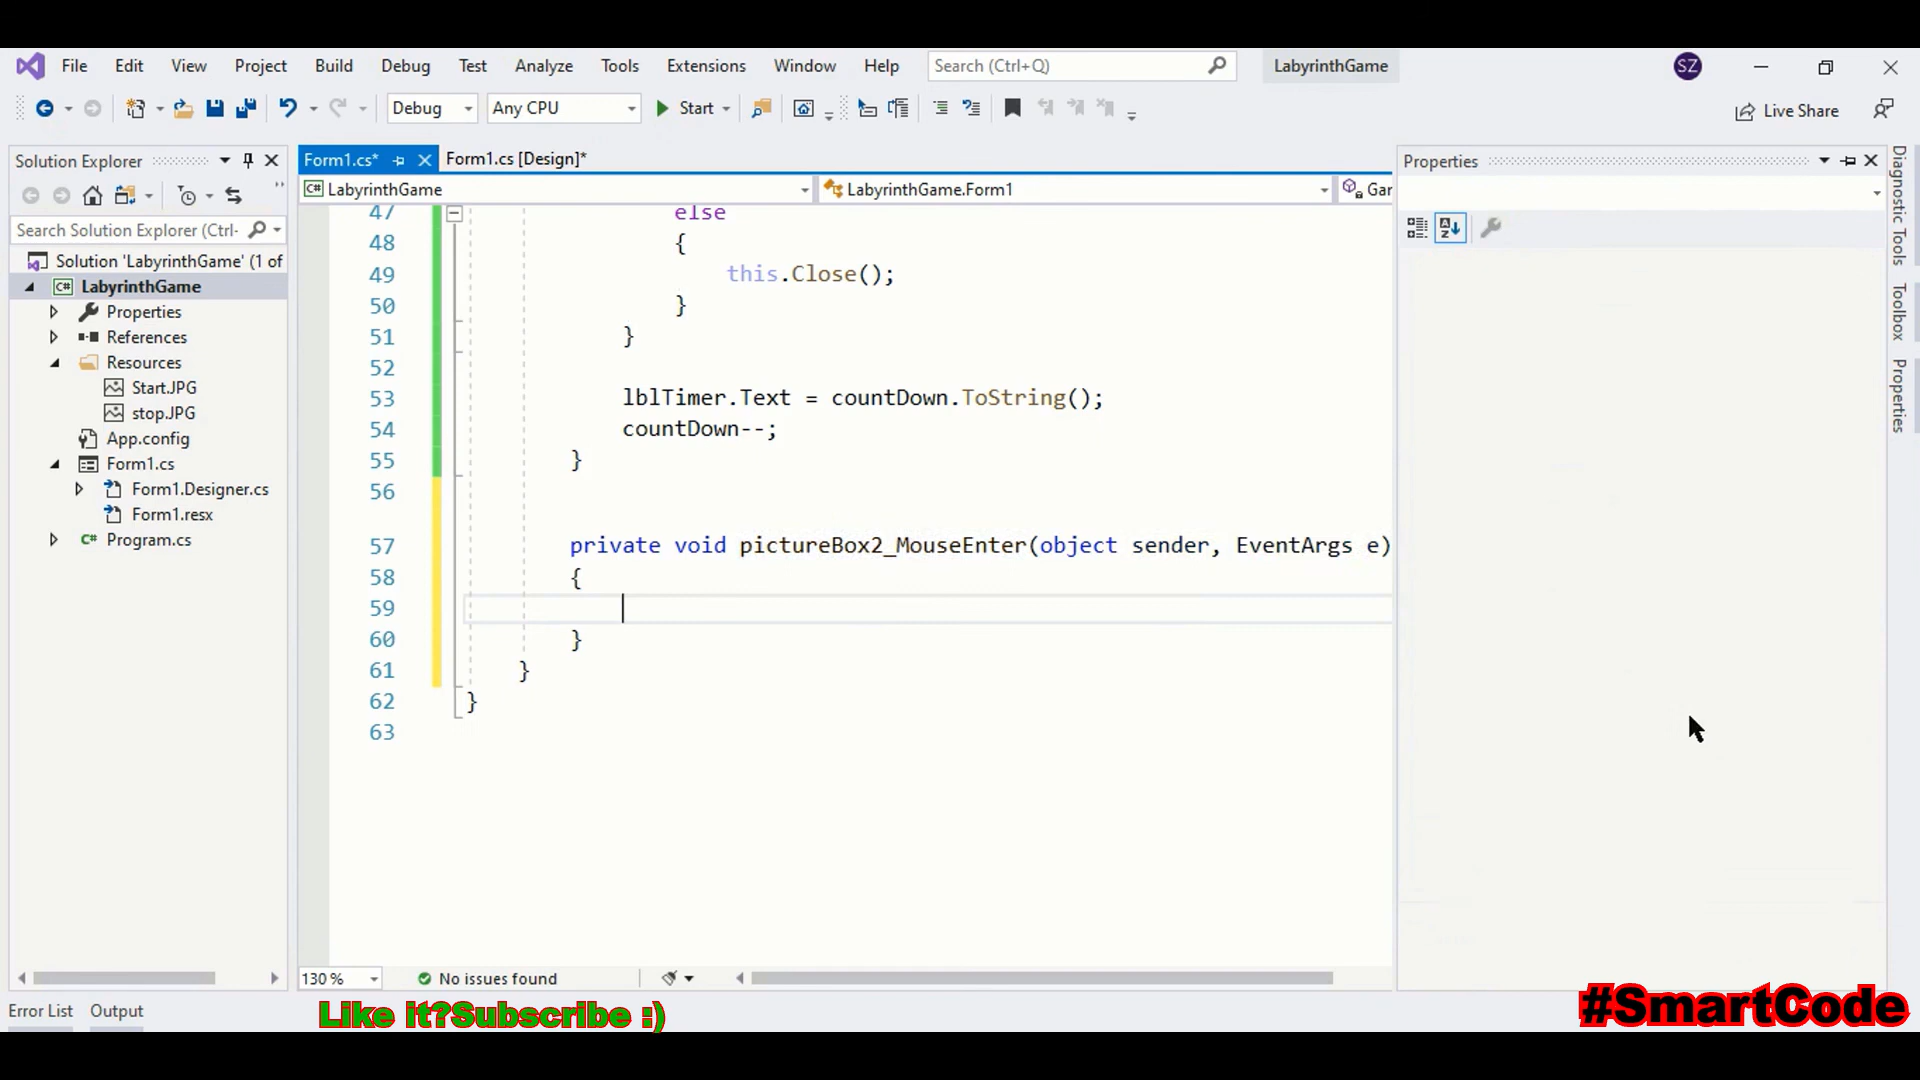 File Edit View Project Build Debug Test Analyze Tools Extensions Window Help Search (Ctrl+Q) LabyrinthGame SZ
Debug Any CPU Start Live Share
Solution Explorer
Search Solution Explorer (Ctrl-
Solution 'LabyrinthGame' (1 of
LabyrinthGame
Properties
References
Resources
Start.JPG
stop.JPG
App.config
Form1.cs
Form1.Designer.cs
Form1.resx
Program.cs
Form1.cs* Form1.cs [Design]*
LabyrinthGame LabyrinthGame.Form1 Gar
47 else
48 {
49 this.Close();
50 }
51 }
52
53 lblTimer.Text = countDown.ToString();
54 countDown--;
55 }
56
57 private void pictureBox2_MouseEnter(object sender, EventArgs e)
58 {
59
60 }
61 }
62 }
63
130 % No issues found
Properties
Diagnostic Tools
Toolbox
Properties
Error List Output
Like it?Subscribe :)
#SmartCode